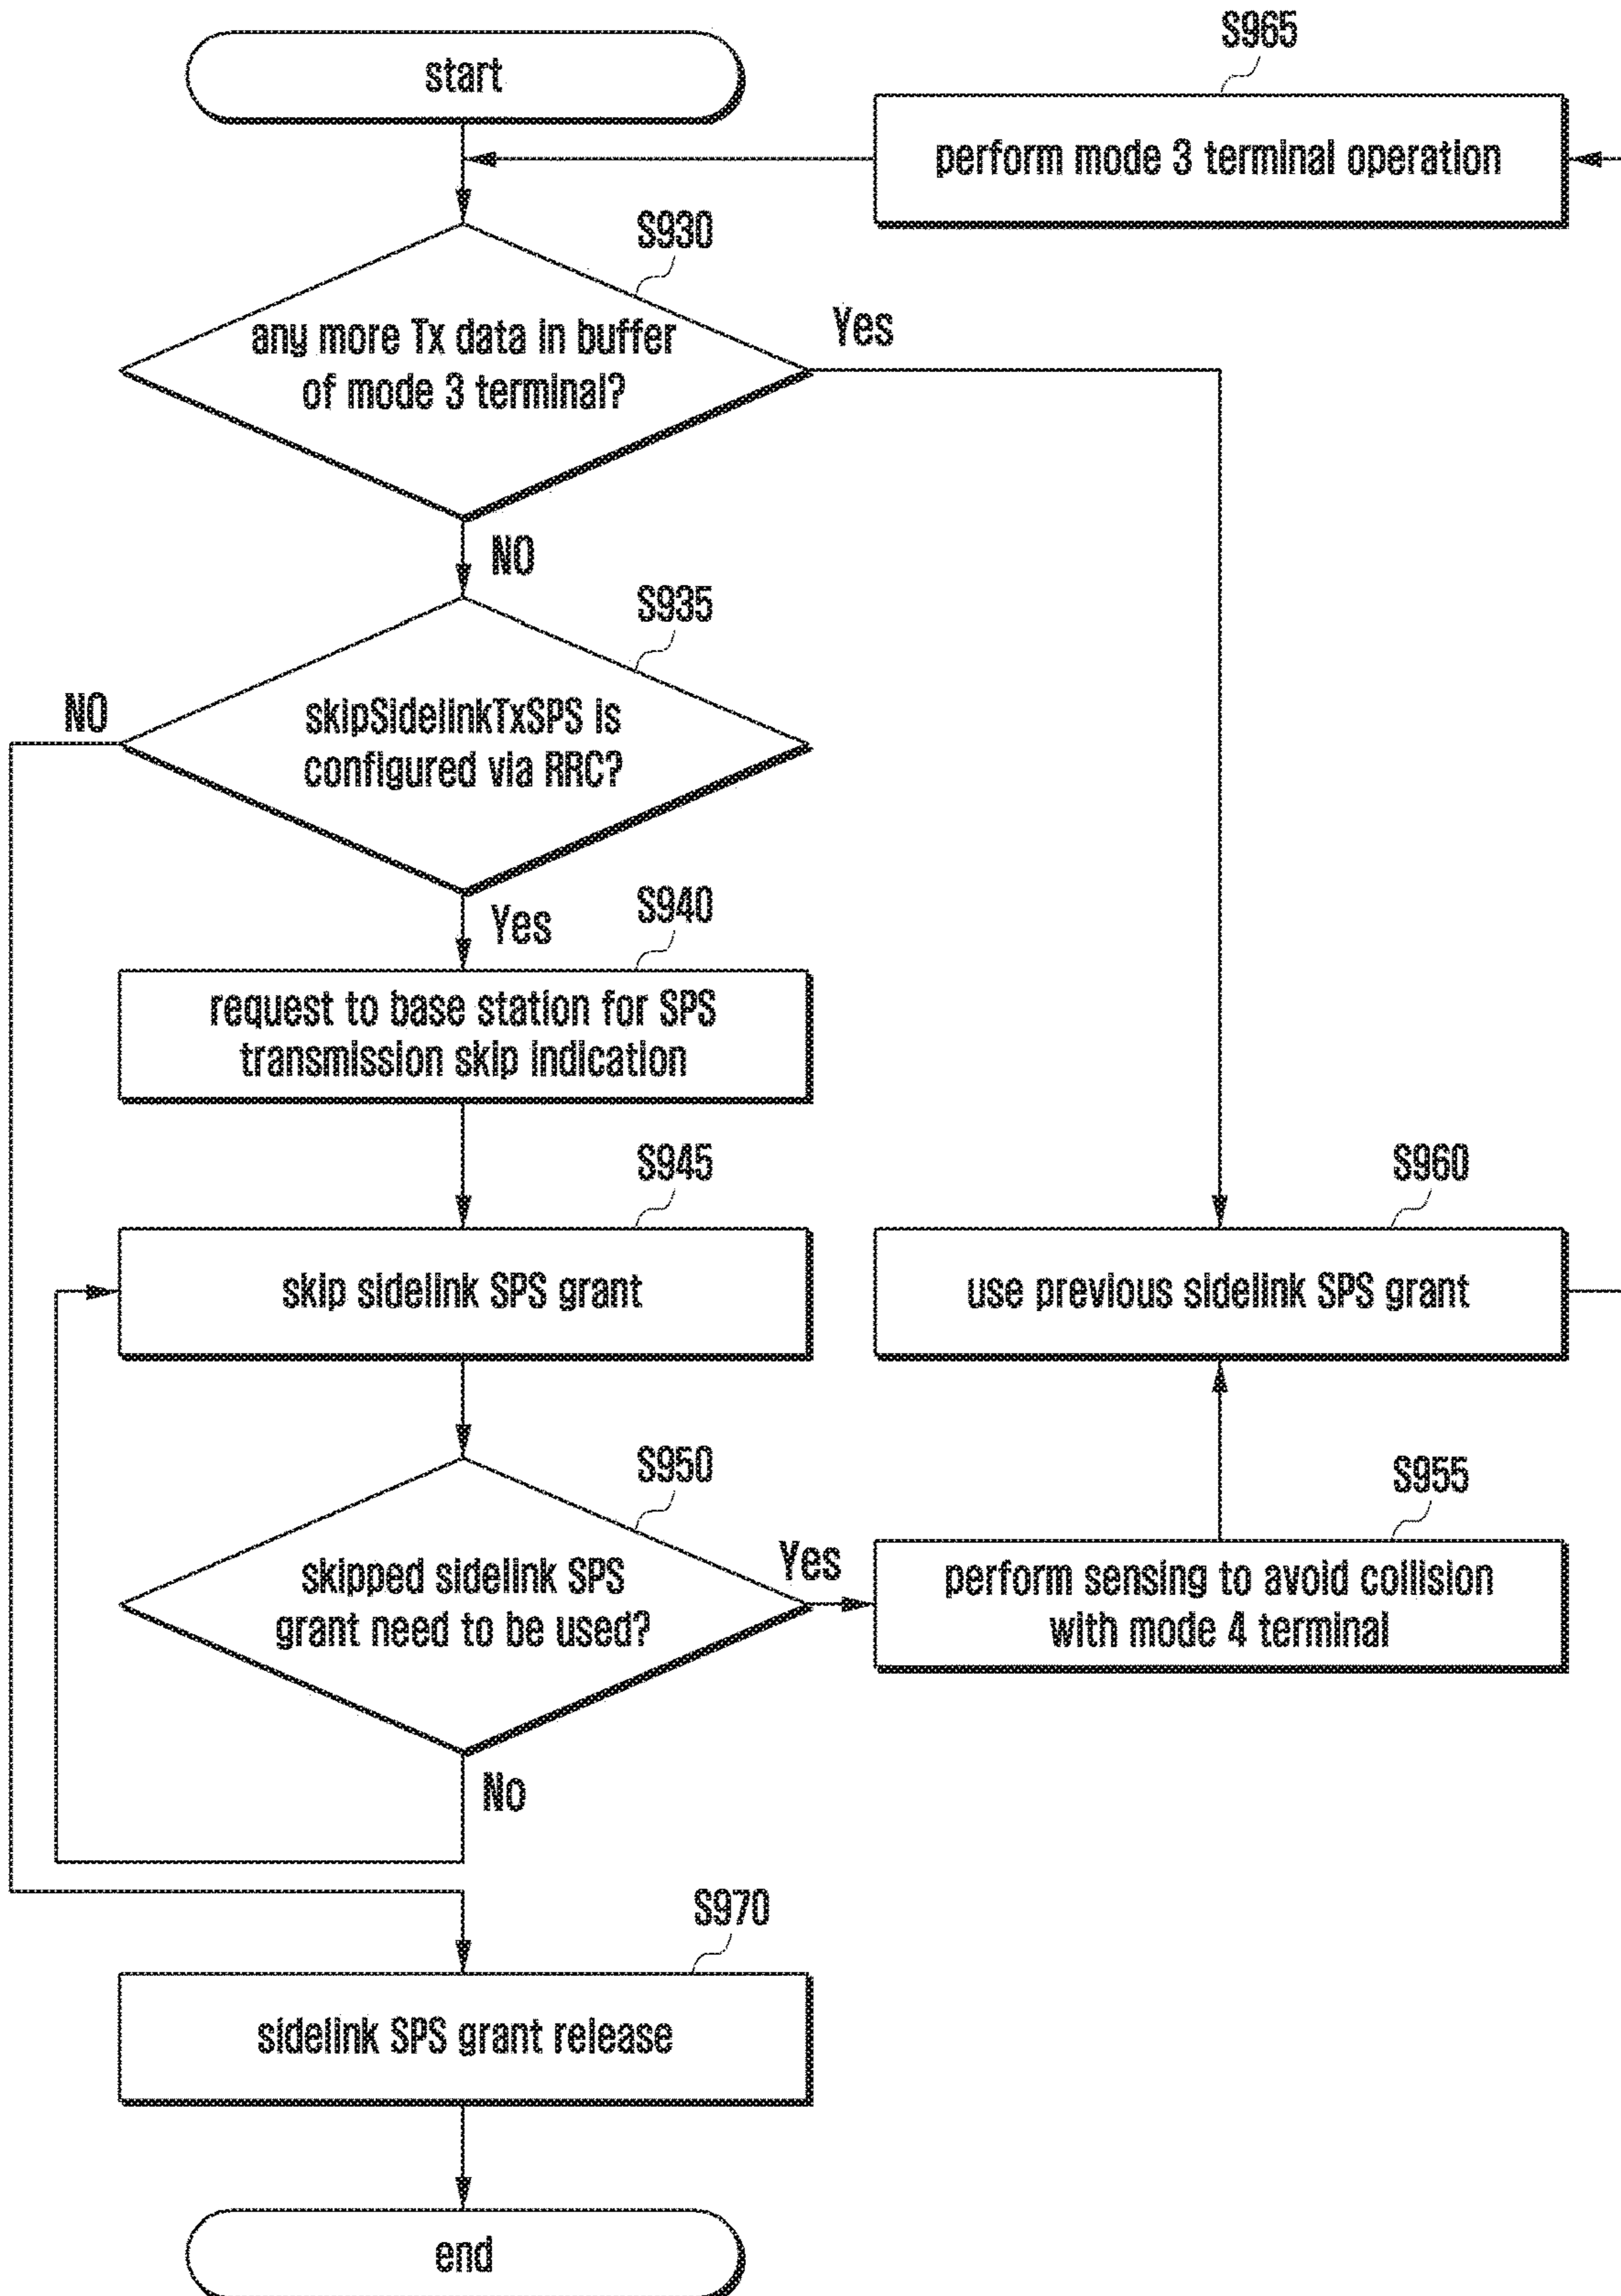 S965
start
perform mode 3 terminal operation
S930
any more Tx data in buffer
of mode 3 terminal?
Yes
NO
S935
skipSidelinkTxSPS is
configured via RRC?
NO
Yes
S940
request to base station for SPS
transmission skip indication
S945
skip sidelink SPS grant
S960
use previous sidelink SPS grant
S950
skipped sidelink SPS
grant need to be used?
Yes
S955
perform sensing to avoid collision
with mode 4 terminal
No
S970
sidelink SPS grant release
end